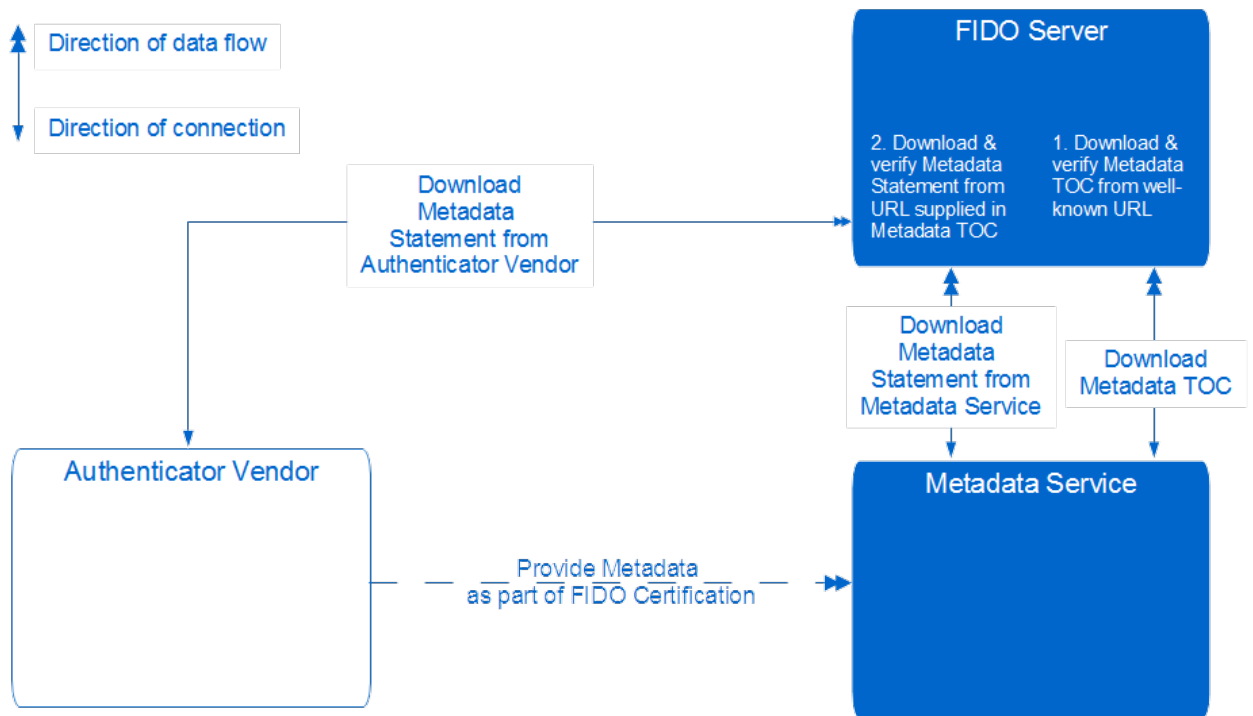 Direction of data flow
Direction of connection
FIDO Server
2. Download &
verify Metadata
Statement from
URL supplied in
Metadata TOC
1. Download &
verify Metadata
TOC from well-
known URL
Download
Metadata
Statement from
Authenticator Vendor
Download
Metadata
Statement from
Metadata Service
Download
Metadata TOC
Authenticator Vendor
Metadata Service
Provide Metadata
as part of FIDO Certification